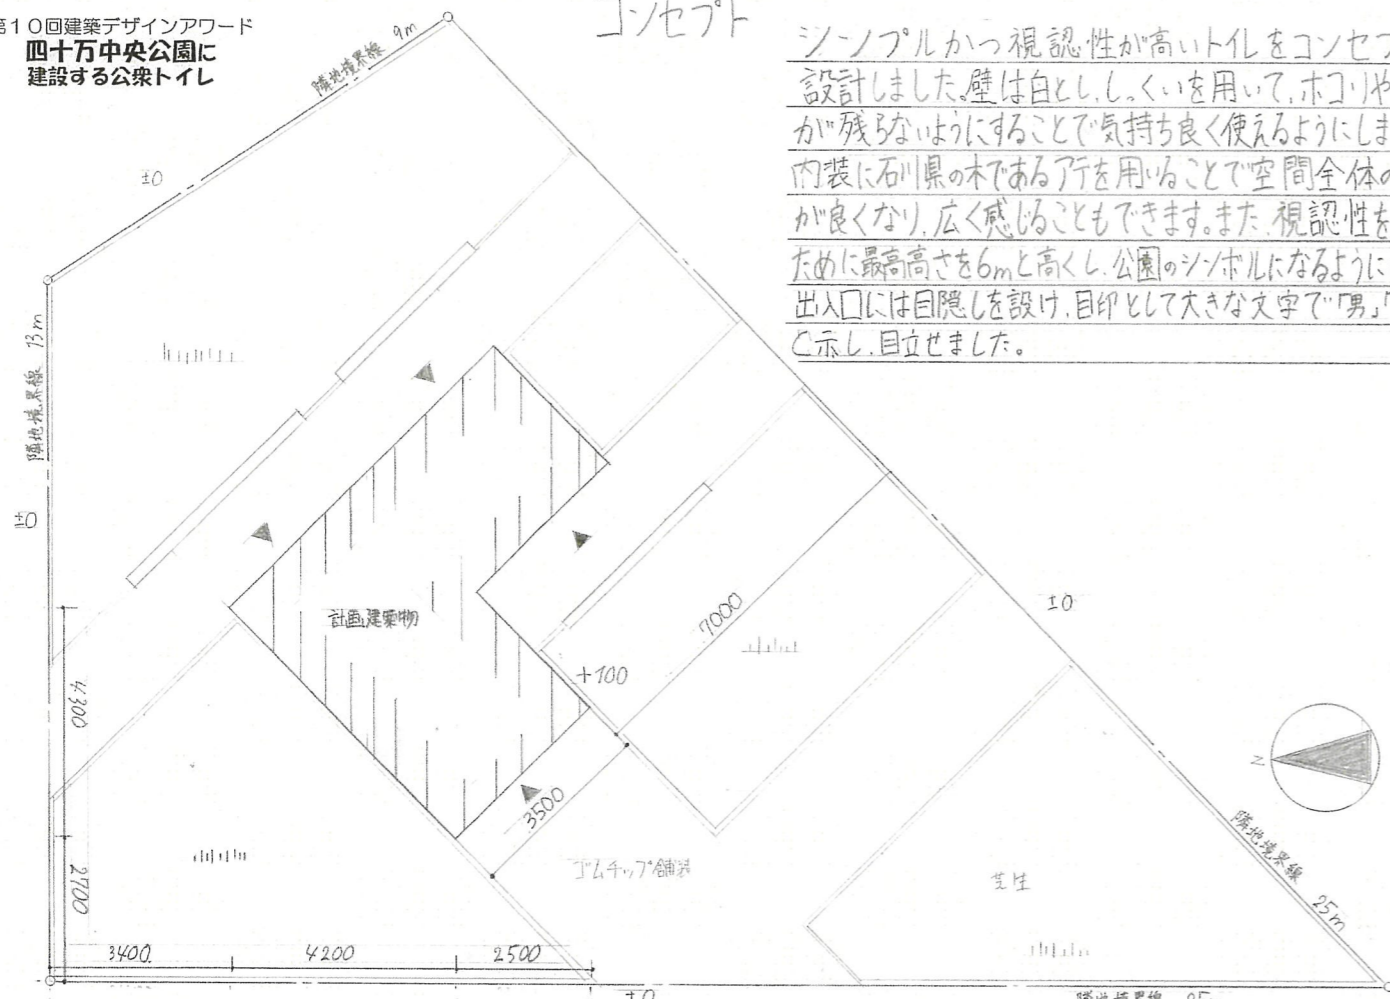 第10回建築デザインアワード
四十万中央公園に
建設する公衆トイレ
コンセプト
シンプルかつ視認性が高いトイレをコンセプ
設計しました。壁は白とし、しっくいを用いて、ホコリや
が残らないようにすることで気持ち良く使えるようにしま
内装に石川県の木であるアテを用いることで空間全体の
が良くなり、広く感じることもできます。また、視認性を
ために最高高さを6mと高くし、公園のシンボルになるように
出入口には目隠しを設け、目印として大きな文字で「男」「
と示し、目立せました。
隣地境界線 9m
±0
隣地境界線 13m
±0
計画建築物
7000
±0
+100
4300
3500
N
ゴムチップ舗装
2700
芝生
隣地境界線 25m
3400
4200
2500
±0
隣地境界線 25